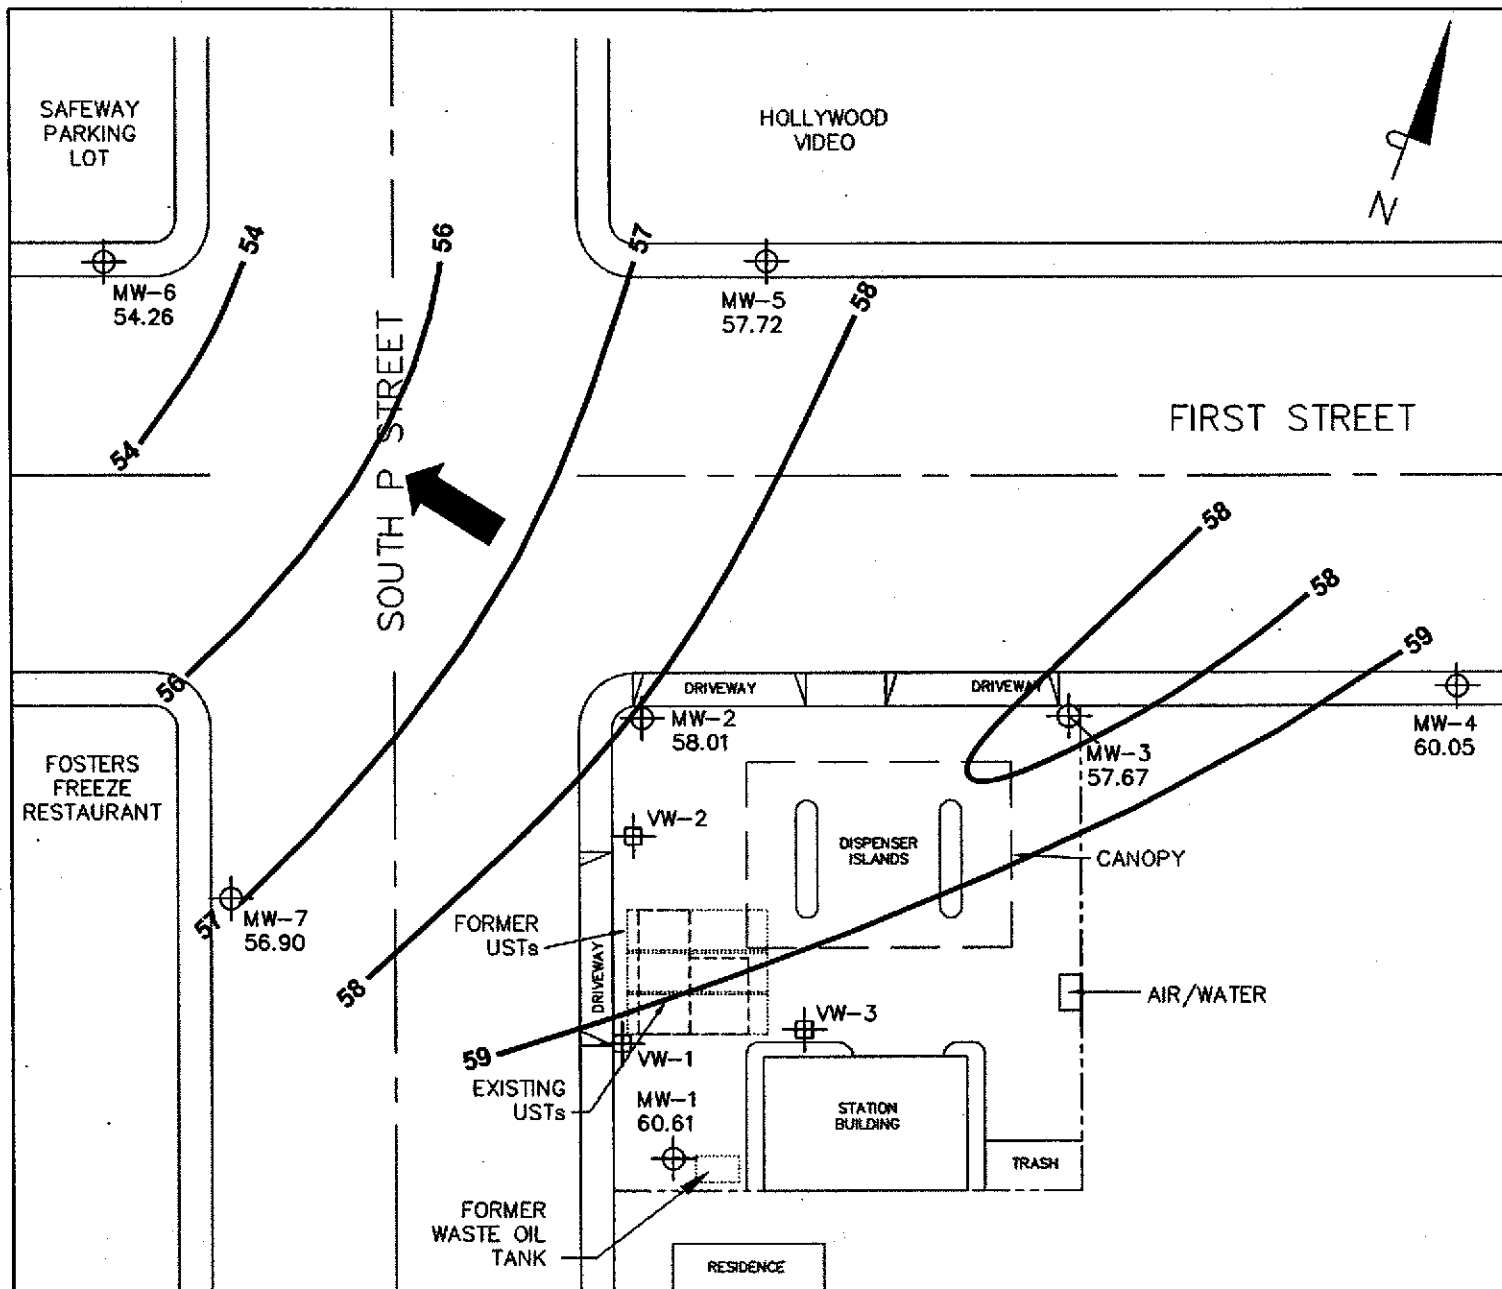 SAFEWAY
PARKING
LOT
HOLLYWOOD
VIDEO
N
54
56
57
58
MW-6
54.26
MW-5
57.72
SOUTH P STREET
FIRST STREET
54
58
58
59
56
DRIVEWAY
DRIVEWAY
MW-2
58.01
MW-3
57.67
MW-4
60.05
FOSTERS
FREEZE
RESTAURANT
VW-2
DISPENSER
ISLANDS
CANOPY
57
MW-7
56.90
FORMER
USTs
DRIVEWAY
58
AIR/WATER
VW-3
59
VW-1
EXISTING
USTs
MW-1
60.61
STATION
BUILDING
TRASH
FORMER
WASTE OIL
TANK
RESIDENCE